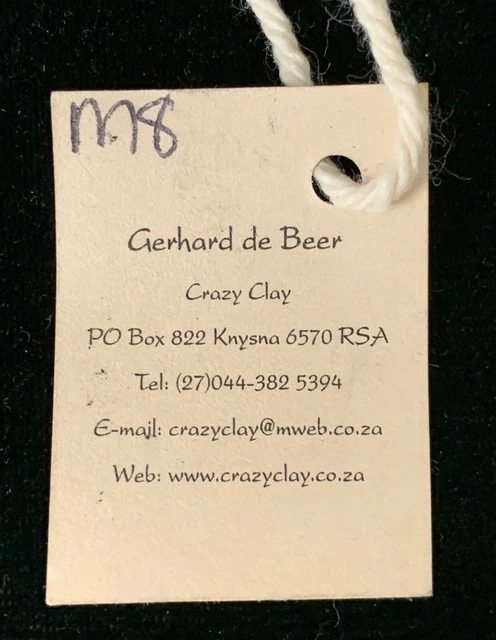 M8
Gerhard de Beer
Crazy Clay
PO Box 822 Knysna 6570 RSA
Tel: (27)044-382 5394
E-mail: crazyclay@mweb.co.za
Web: www.crazyclay.co.za